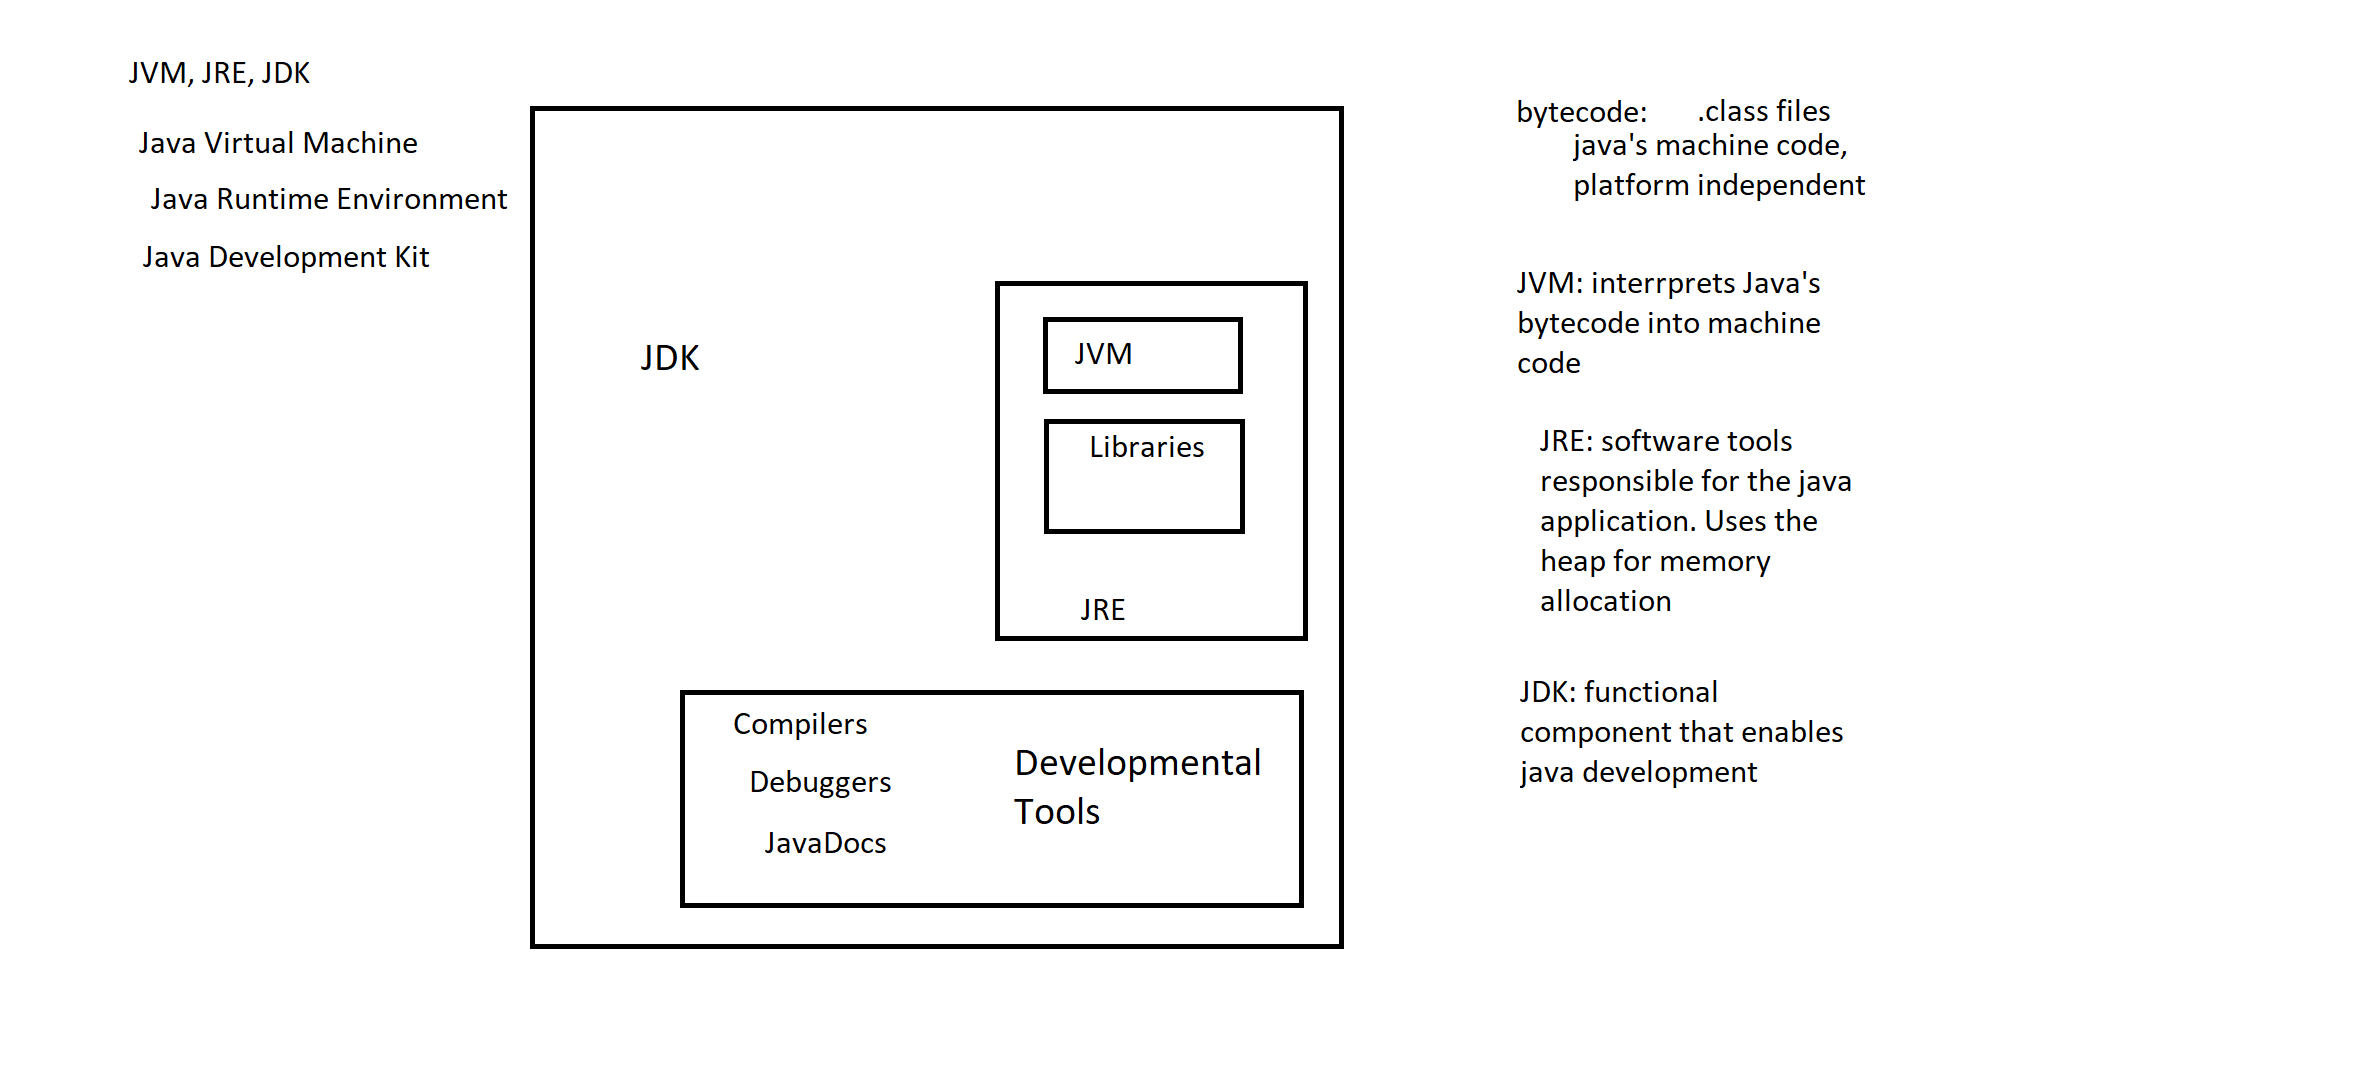 JVM, JRE, JDK
Java Virtual Machine
Java Runtime Environment
Java Development Kit
JDK
JVM
Libraries
JRE
Compilers
Debuggers
JavaDocs
Developmental
Tools
bytecode: .class files
java's machine code,
platform independent
JVM: interrprets Java's
bytecode into machine
code
JRE: software tools
responsible for the java
application. Uses the
heap for memory
allocation
JDK: functional
component that enables
java development